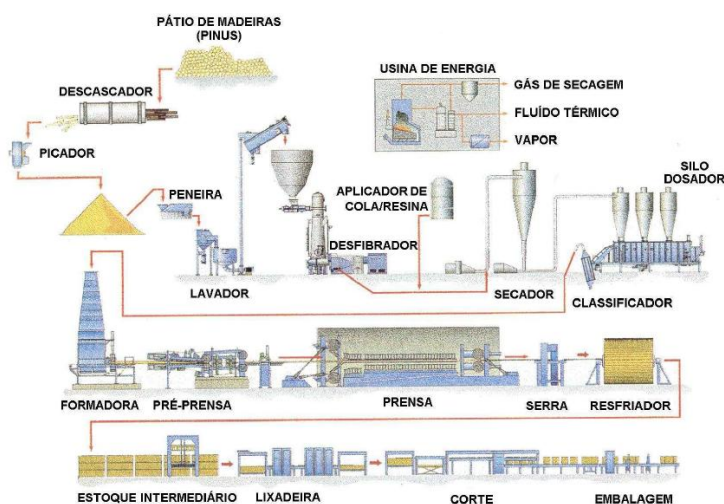 PÁTIO DE MADEIRAS
(PINUS)
USINA DE ENERGIA
GÁS DE SECAGEM
FLUÍDO TÉRMICO
VAPOR
DESCASCADOR
PICADOR
PENEIRA
LAVADOR
DESFIBRADOR
APLICADOR DE
COLA/RESINA
SECADOR
SILO
DOSADOR
CLASSIFICADOR
FORMADORA
PRÉ-PRENSA
PRENSA
SERRA
RESFRIADOR
ESTOQUE INTERMEDIÁRIO
LIXADEIRA
CORTE
EMBALAGEM